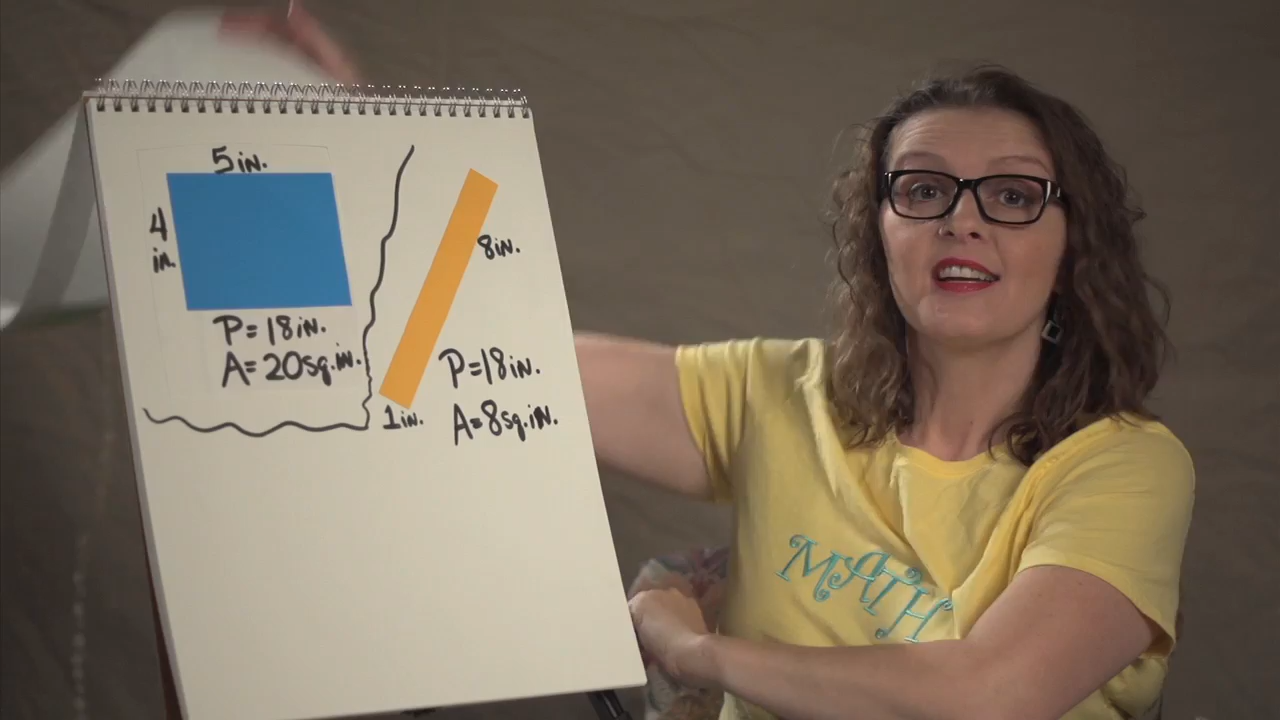 5 in.
4
in.
P = 18 in.
A = 20 sq. in.
8 in.
1 in.
P = 18 in.
A = 8 sq. in.
MATH